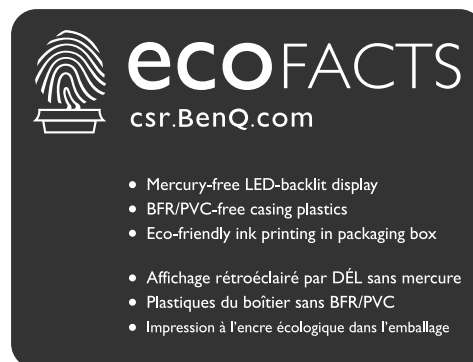 ecoFACTS
csr.BenQ.com
• Mercury-free LED-backlit display
• BFR/PVC-free casing plastics
• Eco-friendly ink printing in packaging box
• Affichage rétroéclairé par DÉL sans mercure
• Plastiques du boîtier sans BFR/PVC
• Impression à l'encre écologique dans l'emballage